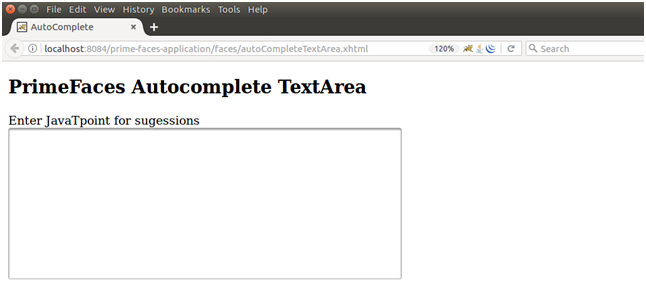 File Edit View History Bookmarks Tools Help
AutoComplete
localhost:8084/prime-faces-application/faces/autoCompleteTextArea.xhtml 120% Search
PrimeFaces Autocomplete TextArea
Enter JavaTpoint for sugessions